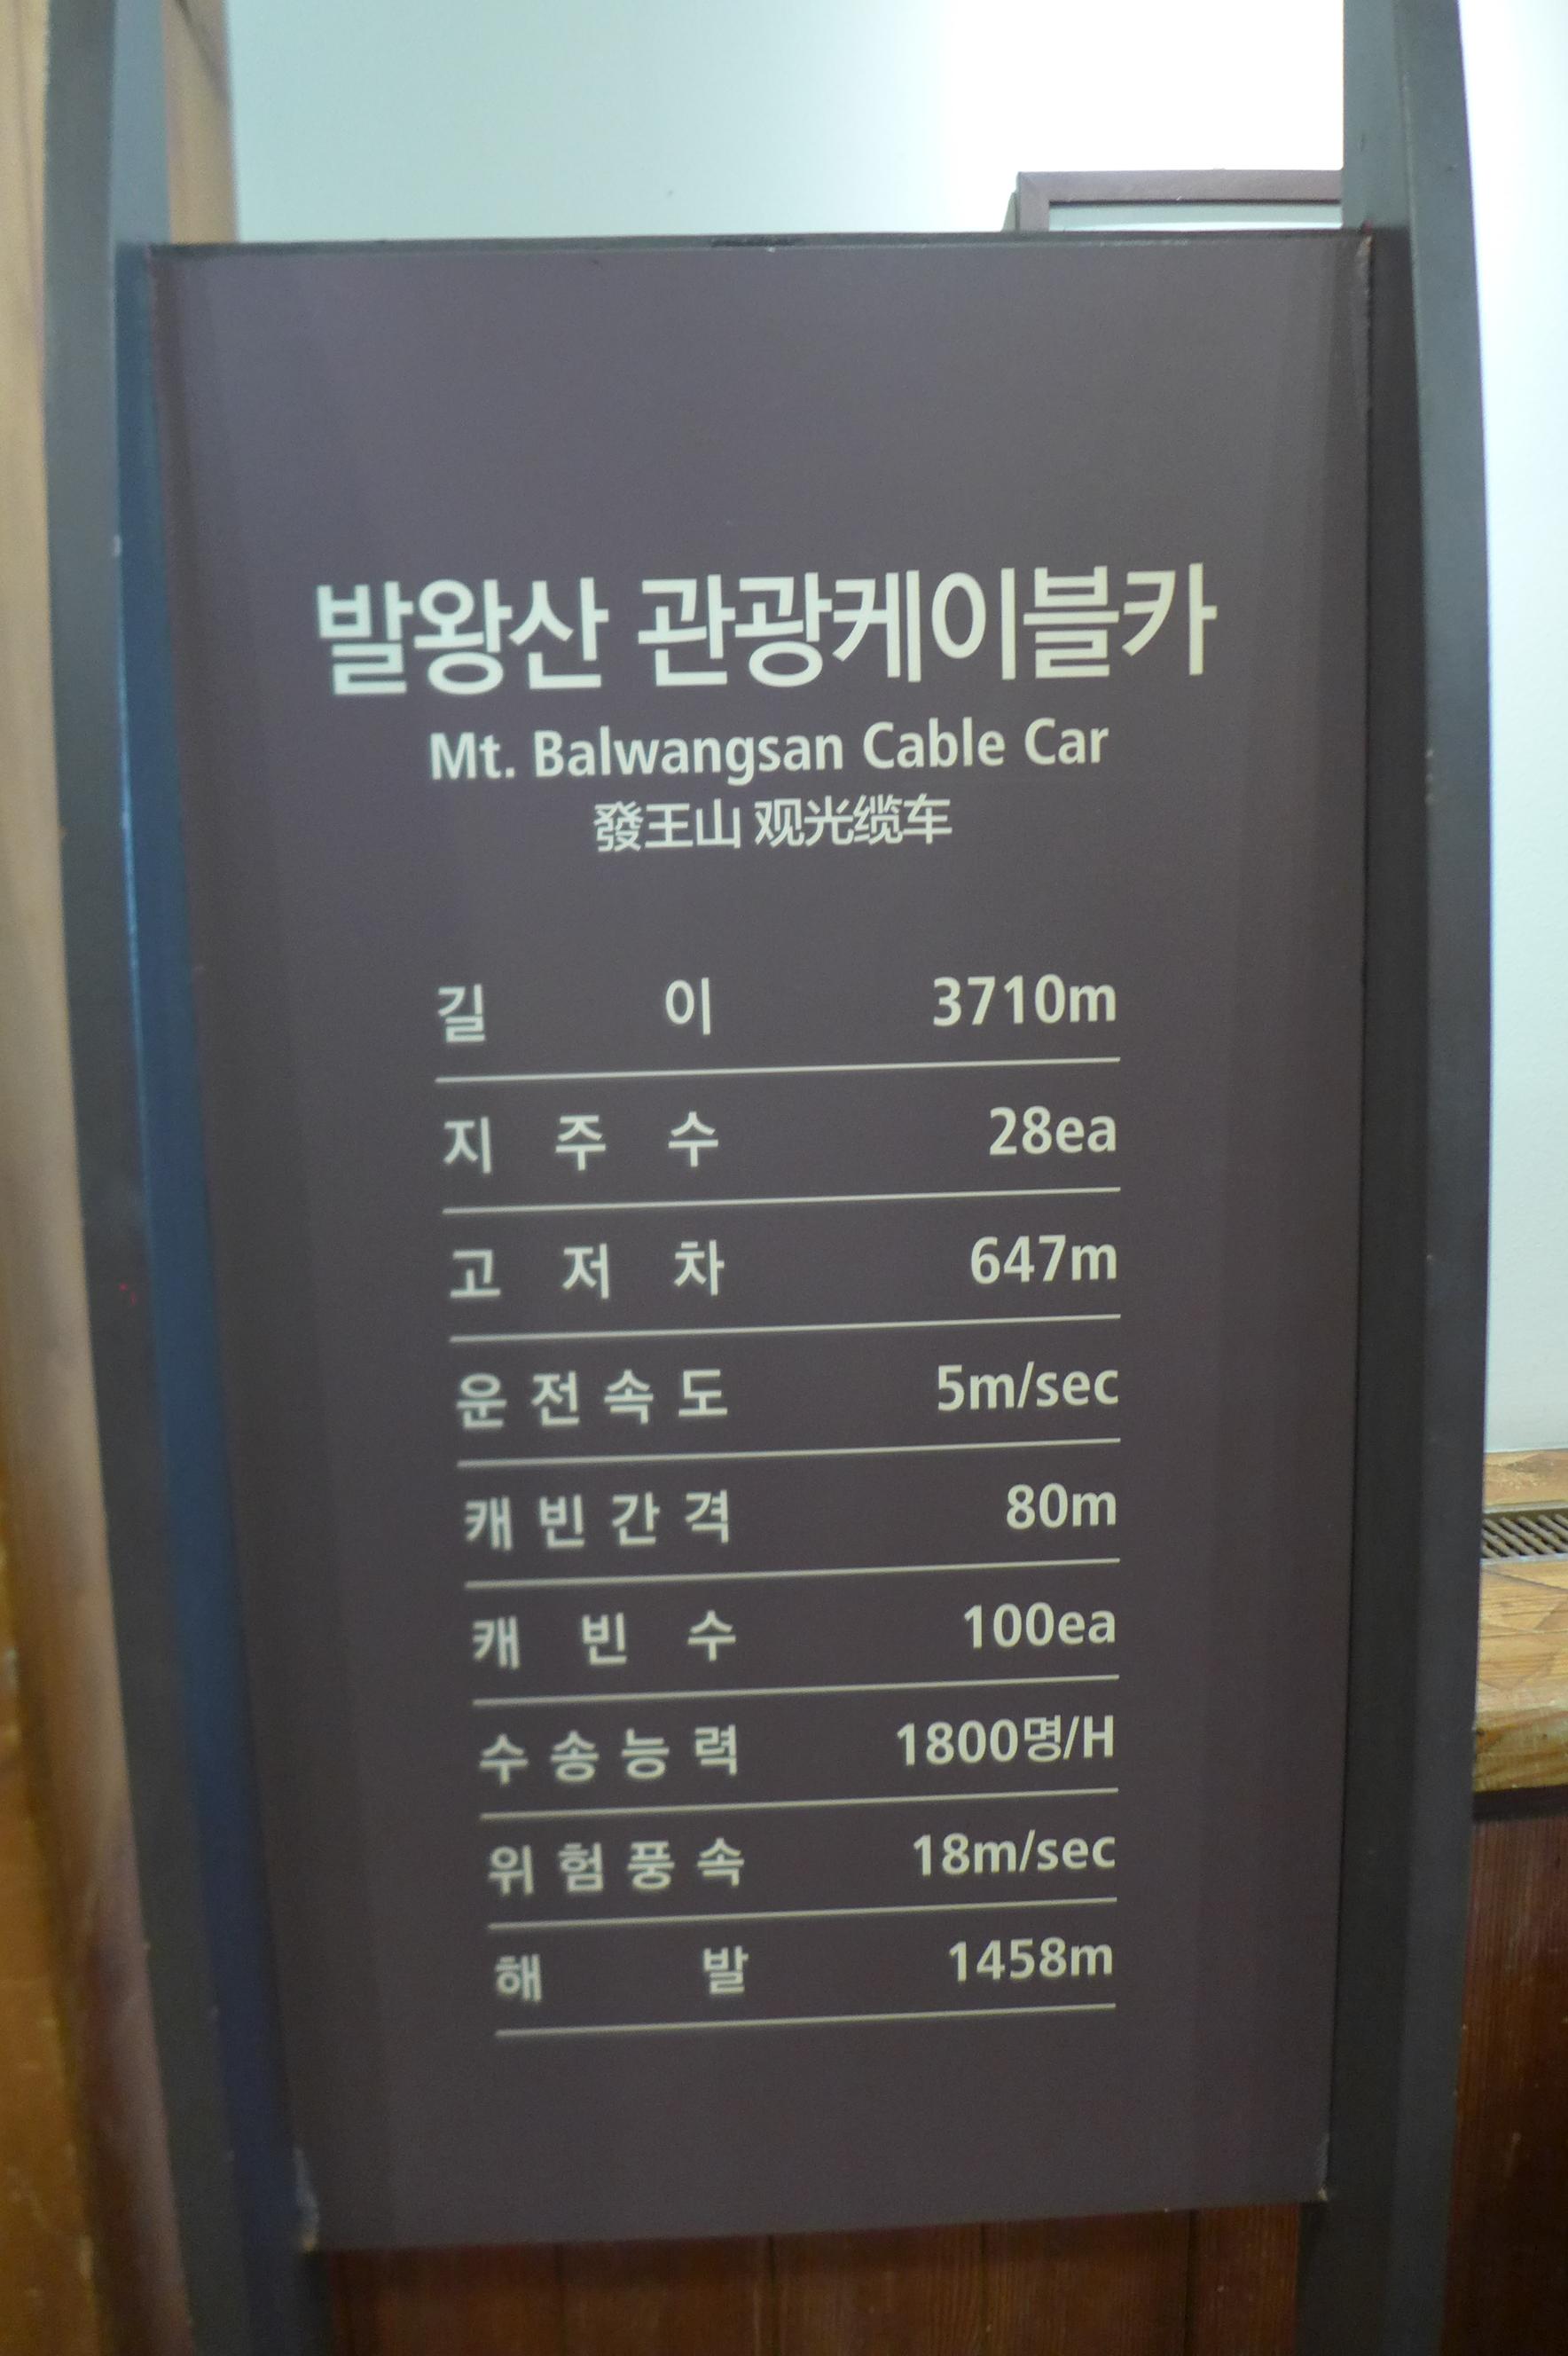 발왕산 관광케이블카
Mt. Balwangsan Cable Car
發王山 观光缆车
길 이 3710m
지 주 수 28ea
고 저 차 647m
운 전 속 도 5m/sec
캐 빈 간 격 80m
캐 빈 수 100ea
수 송 능 력 1800명/H
위 험 풍 속 18m/sec
해 발 1458m